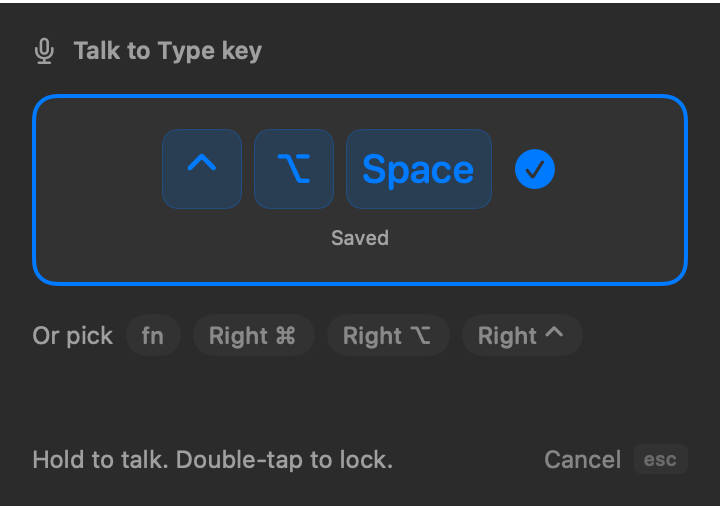 Talk to Type key
⌃ ⌥ Space
Saved
Or pick fn Right ⌘ Right ⌥ Right ⌃
Hold to talk. Double-tap to lock. Cancel esc